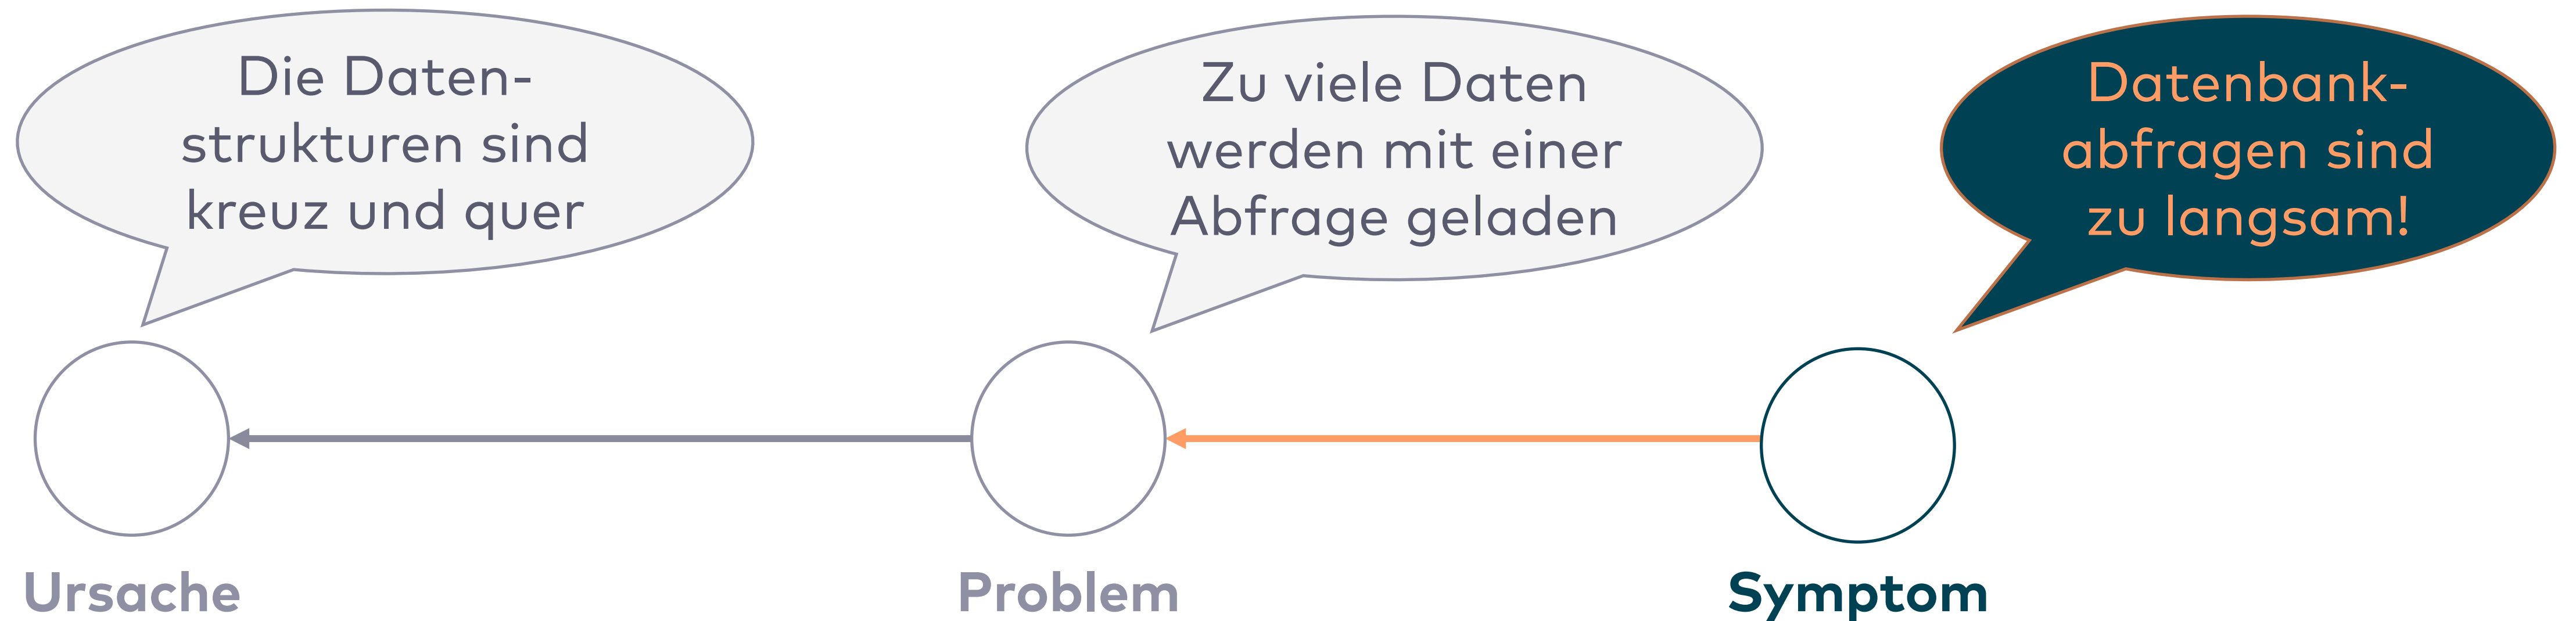 Die Daten-
strukturen sind
kreuz und quer
Zu viele Daten
werden mit einer
Abfrage geladen
Datenbank-
abfragen sind
zu langsam!
Ursache
Problem
Symptom